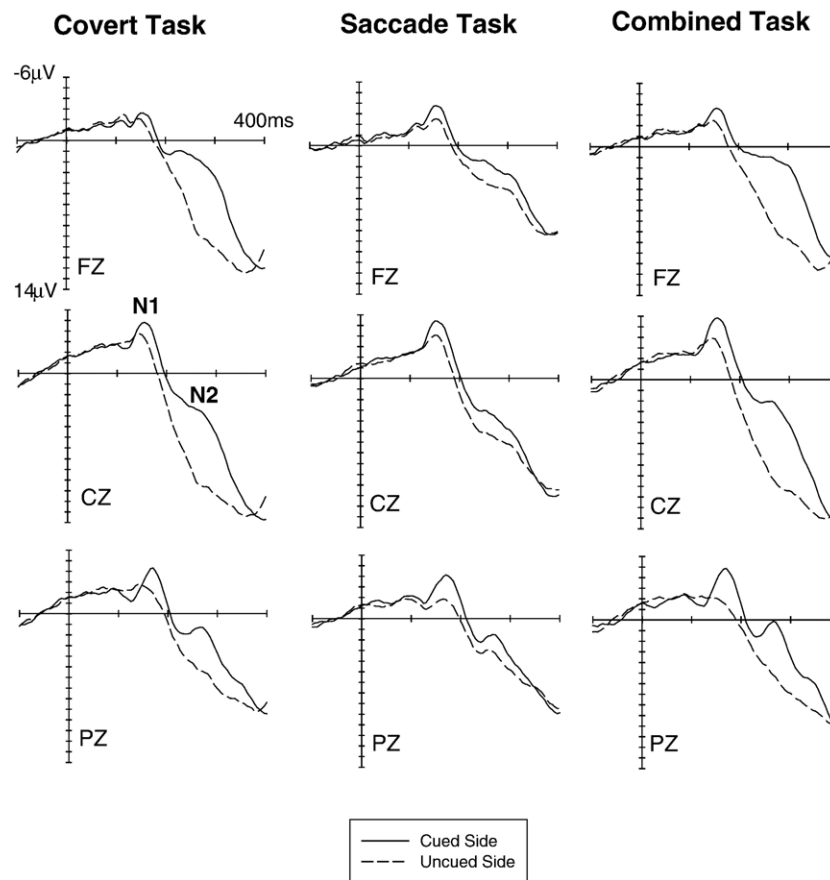 Covert Task Saccade Task Combined Task
-6µV
400ms
FZ FZ FZ
14µV
N1
N2
CZ CZ CZ
PZ PZ PZ
Cued Side
Uncued Side